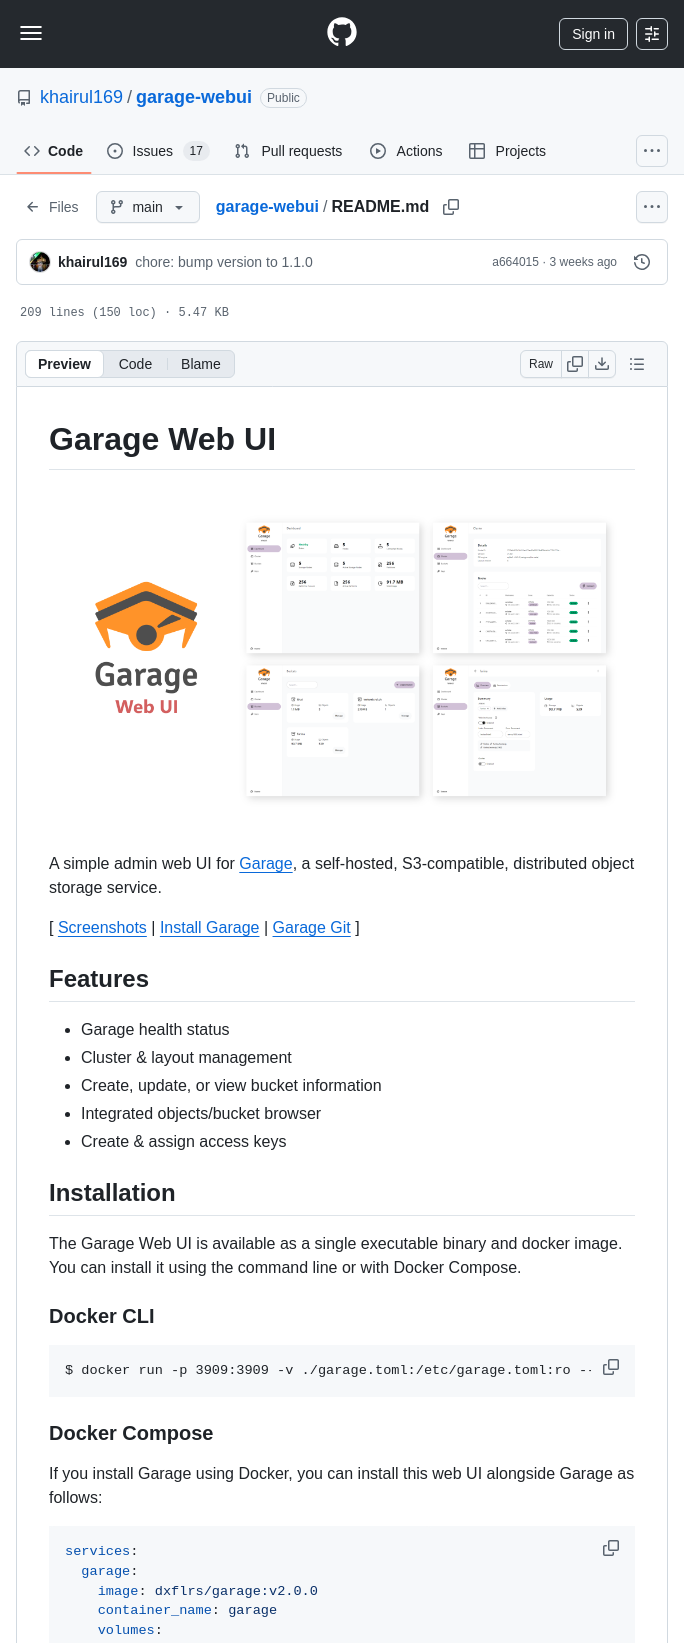 Sign in
khairul169 / garage-webui Public
Code Issues 17 Pull requests Actions Projects
Files main garage-webui / README.md
khairul169 chore: bump version to 1.1.0 a664015 · 3 weeks ago
209 lines (150 loc) · 5.47 KB
Preview Code Blame Raw
Garage Web UI
Garage
Web UI
A simple admin web UI for Garage, a self-hosted, S3-compatible, distributed object
storage service.
[ Screenshots | Install Garage | Garage Git ]
Features
• Garage health status
• Cluster & layout management
• Create, update, or view bucket information
• Integrated objects/bucket browser
• Create & assign access keys
Installation
The Garage Web UI is available as a single executable binary and docker image.
You can install it using the command line or with Docker Compose.
Docker CLI
$ docker run -p 3909:3909 -v ./garage.toml:/etc/garage.toml:ro --
Docker Compose
If you install Garage using Docker, you can install this web UI alongside Garage as
follows:
services:
  garage:
    image: dxflrs/garage:v2.0.0
    container_name: garage
    volumes: